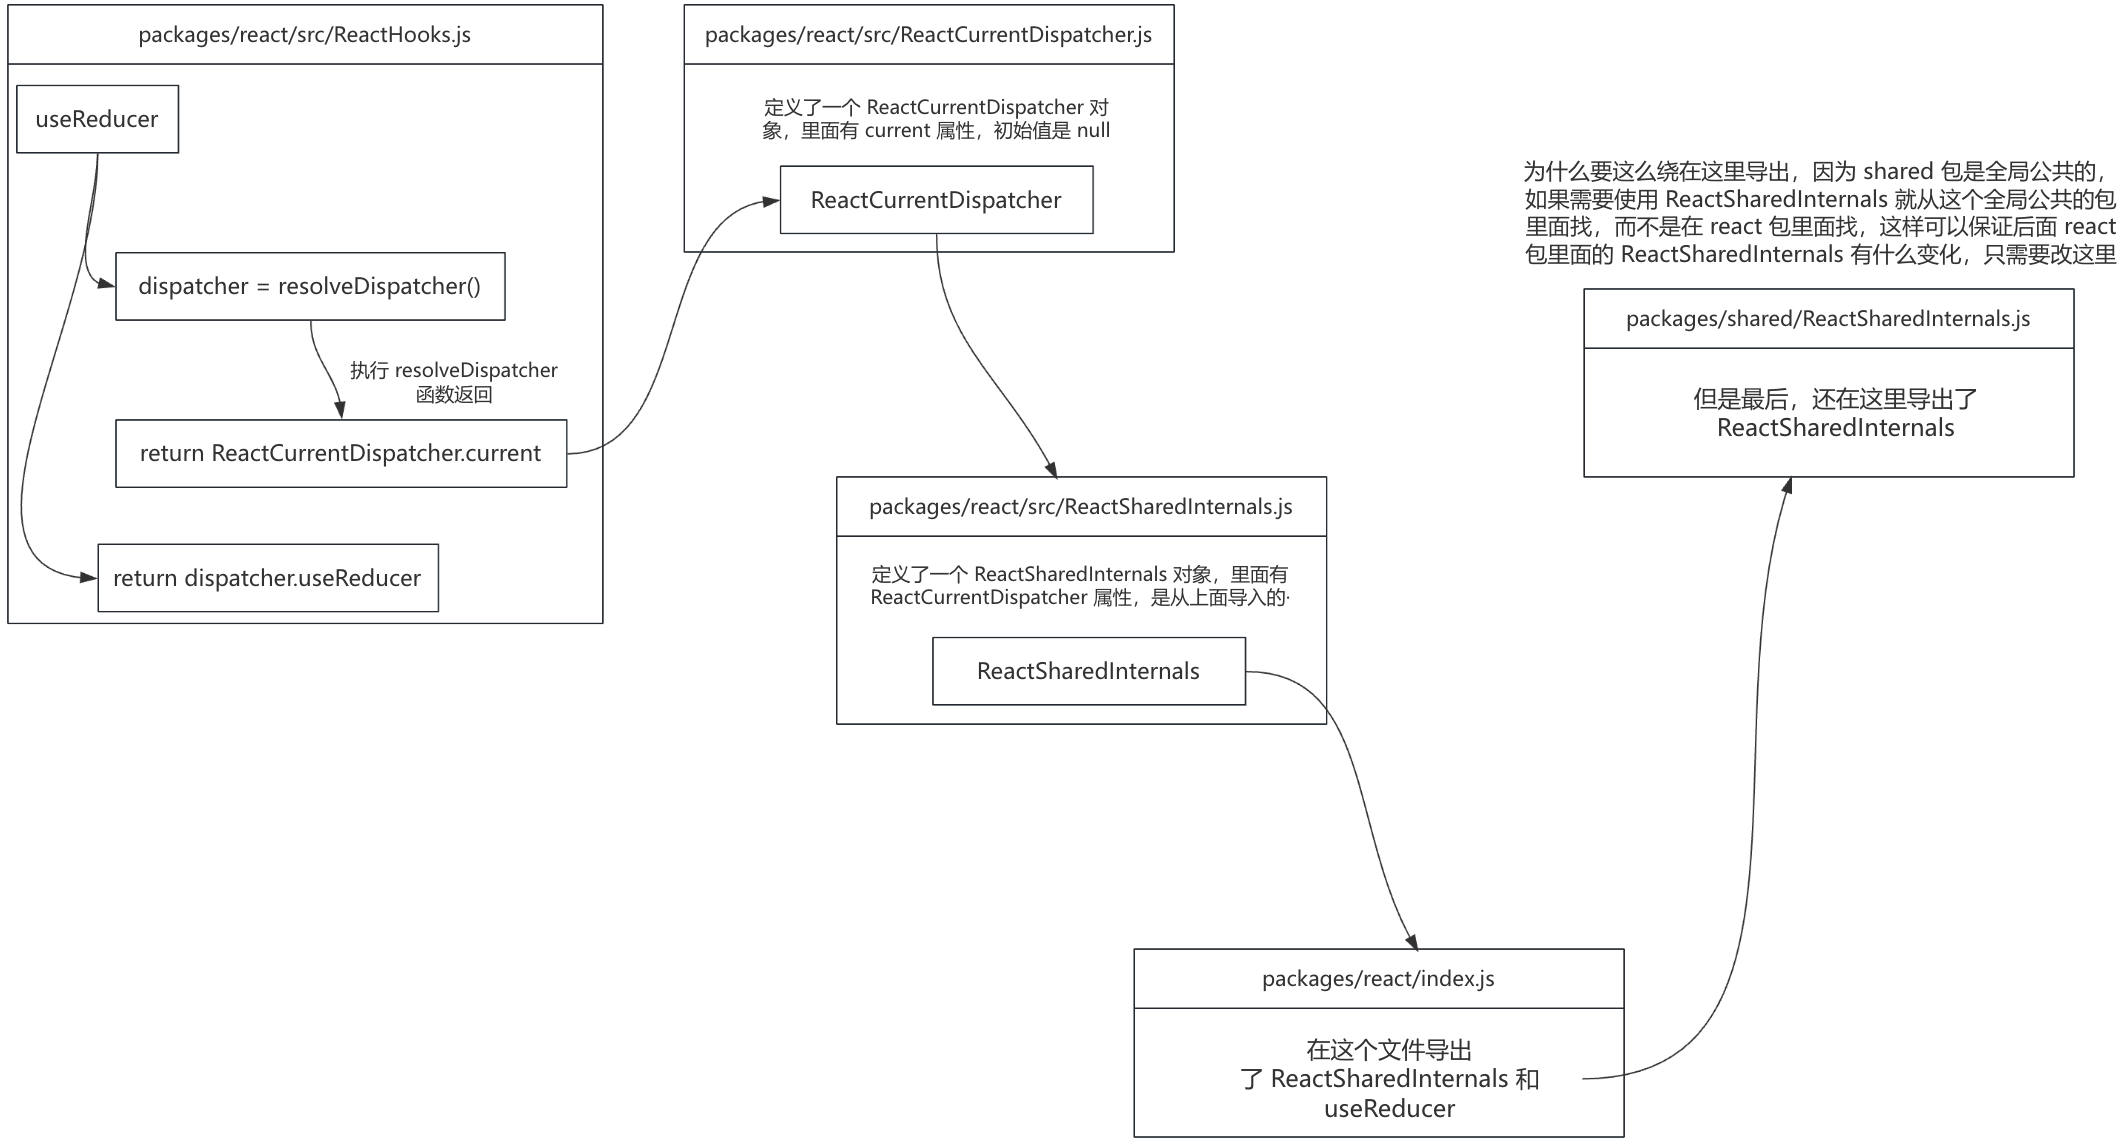 packages/react/src/ReactHooks.js
useReducer
dispatcher = resolveDispatcher()
执行 resolveDispatcher
函数返回
return ReactCurrentDispatcher.current
return dispatcher.useReducer
packages/react/src/ReactCurrentDispatcher.js
定义了一个 ReactCurrentDispatcher 对
象，里面有 current 属性，初始值是 null
ReactCurrentDispatcher
packages/react/src/ReactSharedInternals.js
定义了一个 ReactSharedInternals 对象，里面有
ReactCurrentDispatcher 属性，是从上面导入的·
ReactSharedInternals
packages/react/index.js
在这个文件导出
了 ReactSharedInternals 和
useReducer
为什么要这么绕在这里导出，因为 shared 包是全局公共的，
如果需要使用 ReactSharedInternals 就从这个全局公共的包
里面找，而不是在 react 包里面找，这样可以保证后面 react
包里面的 ReactSharedInternals 有什么变化，只需要改这里
packages/shared/ReactSharedInternals.js
但是最后，还在这里导出了
ReactSharedInternals